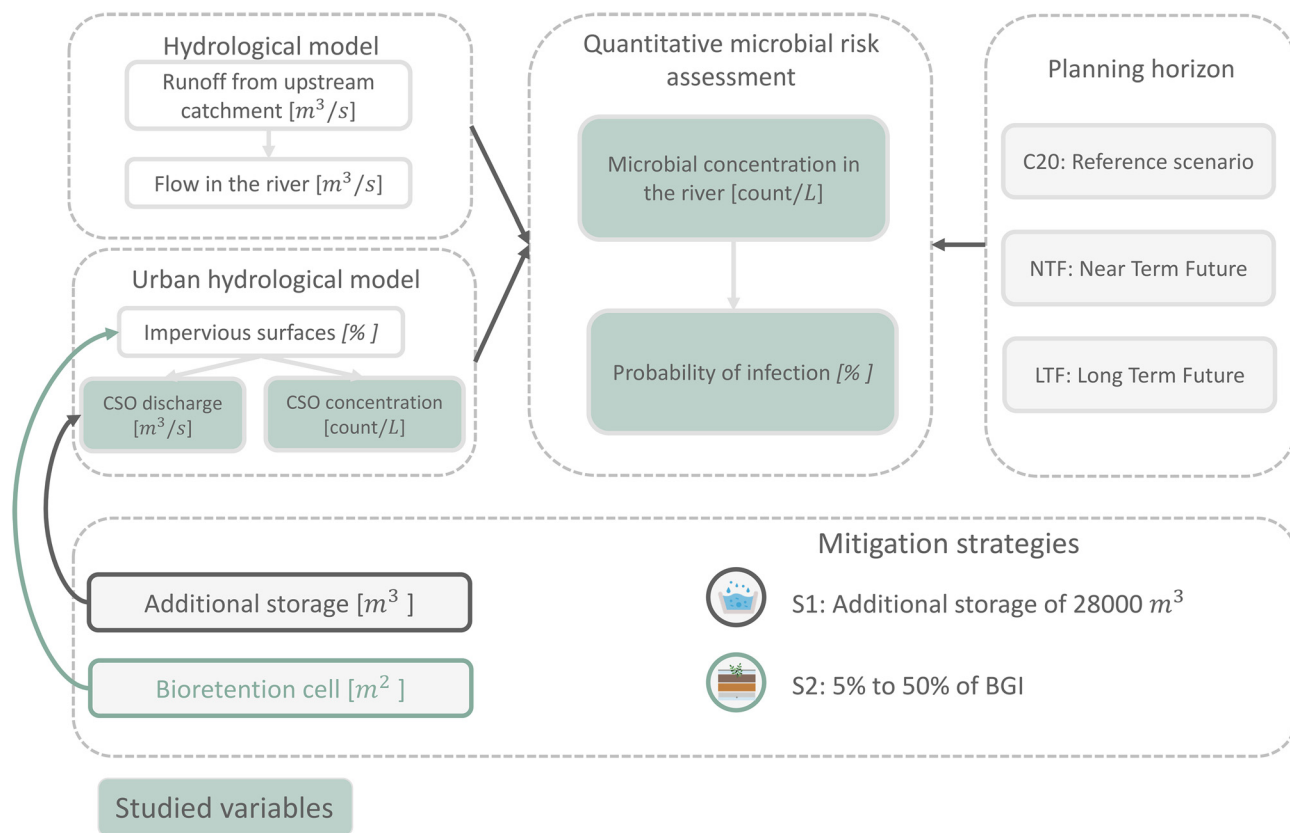 Hydrological model
Runoff from upstream
catchment [m³/s]
Flow in the river [m³/s]
Urban hydrological model
Impervious surfaces [% ]
CSO discharge
[m³/s]
CSO concentration
[count/L]
Quantitative microbial risk
assessment
Microbial concentration in
the river [count/L]
Probability of infection [% ]
Planning horizon
C20: Reference scenario
NTF: Near Term Future
LTF: Long Term Future
Mitigation strategies
Additional storage [m³ ]
S1: Additional storage of 28000 m³
Bioretention cell [m² ]
S2: 5% to 50% of BGI
Studied variables